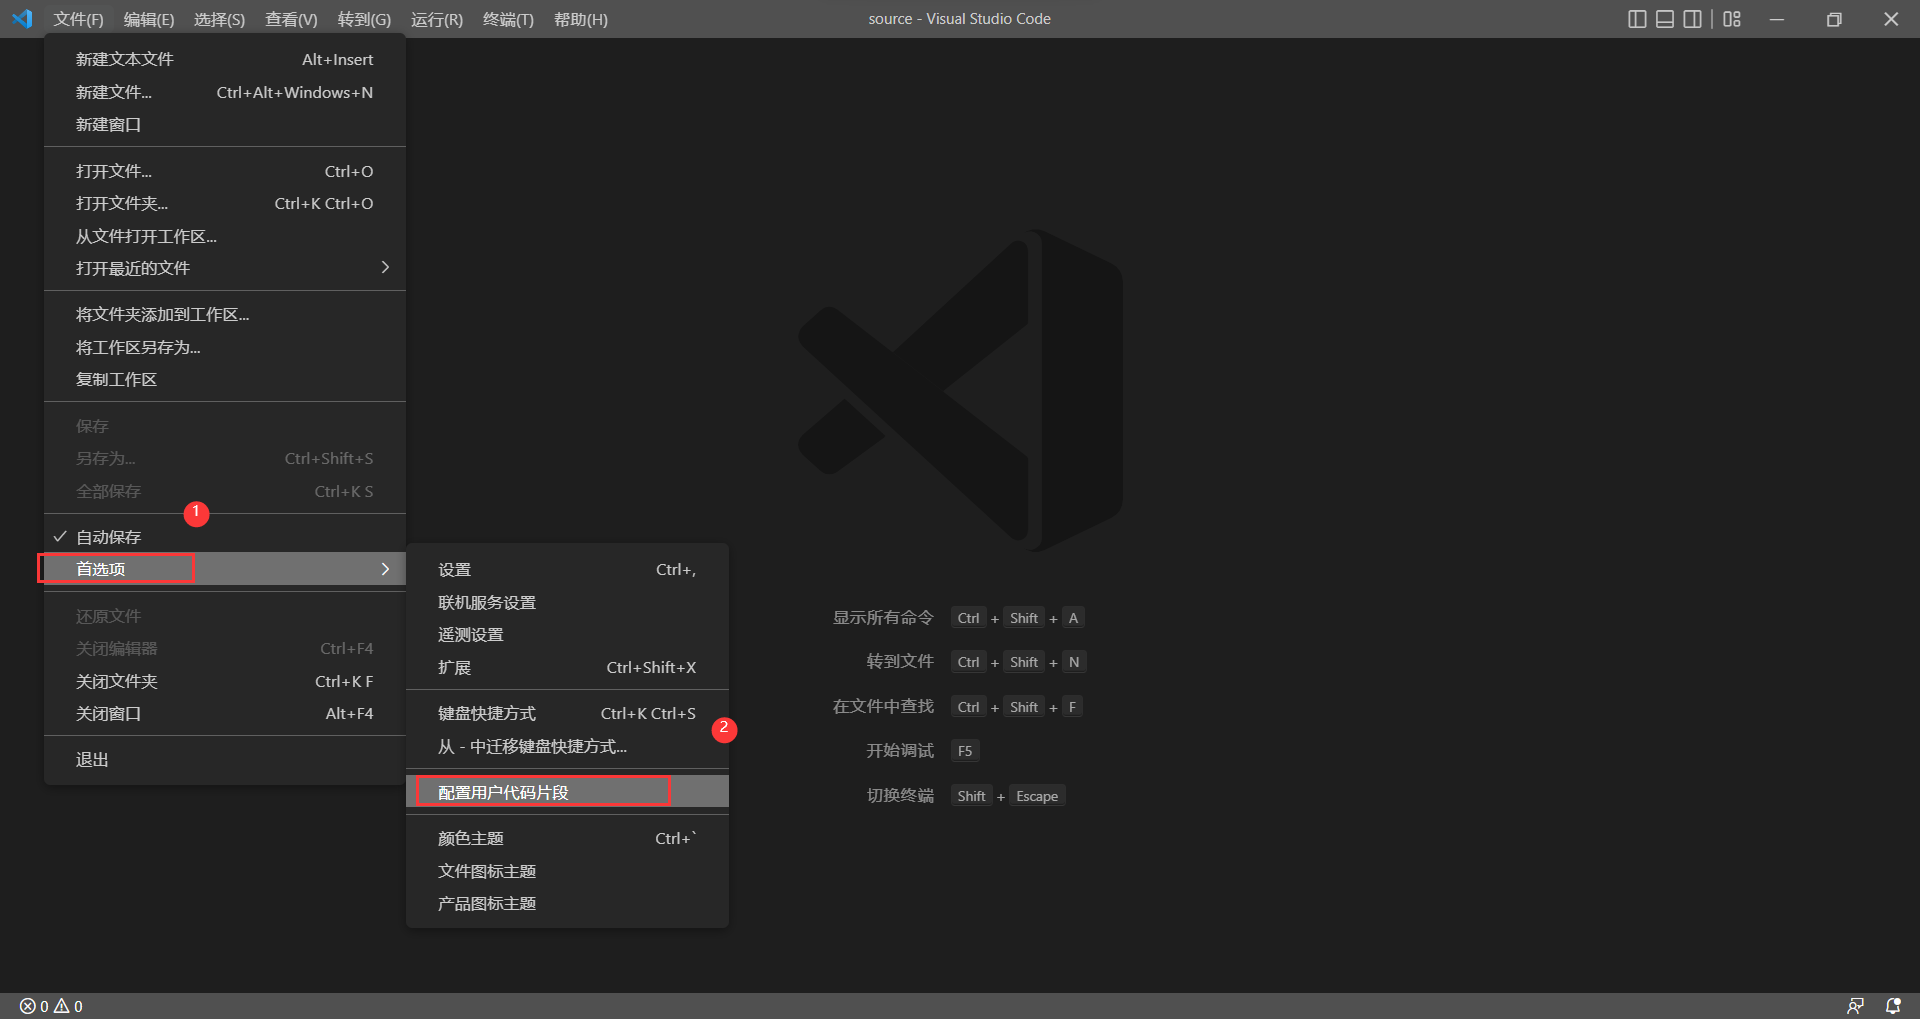 文件(F) 编辑(E) 选择(S) 查看(V) 转到(G) 运行(R) 终端(T) 帮助(H) source - Visual Studio Code
新建文本文件 Alt+Insert
新建文件... Ctrl+Alt+Windows+N
新建窗口
打开文件... Ctrl+O
打开文件夹... Ctrl+K Ctrl+O
从文件打开工作区...
打开最近的文件
将文件夹添加到工作区...
将工作区另存为...
复制工作区
保存
另存为... Ctrl+Shift+S
全部保存 Ctrl+K S
1
自动保存
首选项
还原文件
关闭编辑器 Ctrl+F4
关闭文件夹 Ctrl+K F
关闭窗口 Alt+F4
退出
设置 Ctrl+,
联机服务设置
遥测设置
扩展 Ctrl+Shift+X
键盘快捷方式 Ctrl+K Ctrl+S
2
从 - 中迁移键盘快捷方式...
配置用户代码片段
颜色主题 Ctrl+`
文件图标主题
产品图标主题
显示所有命令 Ctrl + Shift + A
转到文件 Ctrl + Shift + N
在文件中查找 Ctrl + Shift + F
开始调试 F5
切换终端 Shift + Escape
0 0